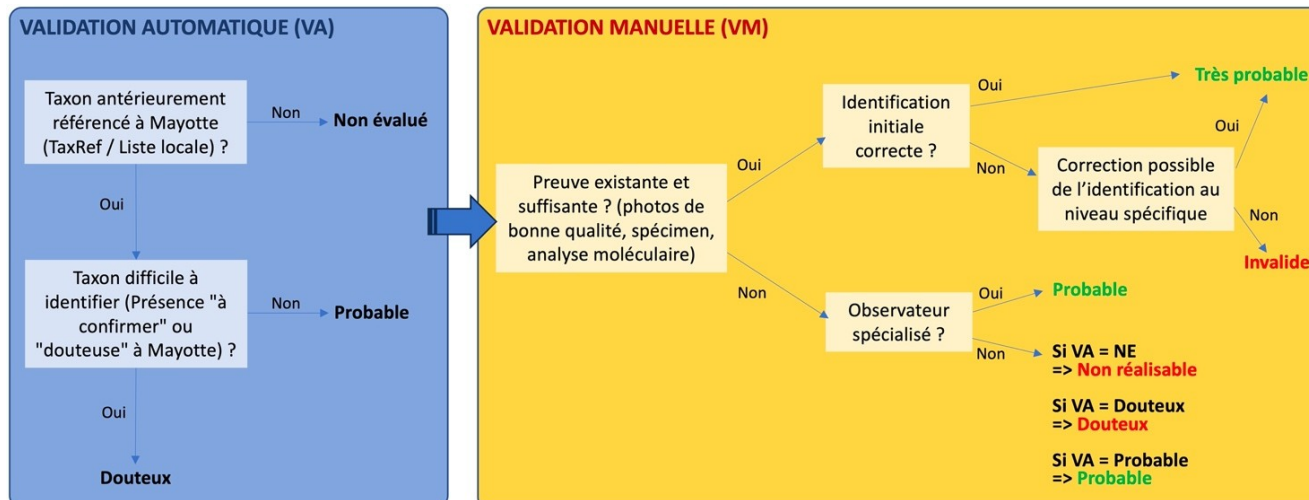 VALIDATION AUTOMATIQUE (VA)
Taxon antérieurement
référencé à Mayotte
(TaxRef / Liste locale) ?
Non
Non évalué
Oui
Taxon difficile à
identifier (Présence "à
confirmer" ou
"douteuse" à Mayotte) ?
Non
Probable
Oui
Douteux
VALIDATION MANUELLE (VM)
Preuve existante et
suffisante ? (photos de
bonne qualité, spécimen,
analyse moléculaire)
Oui
Identification
initiale
correcte ?
Oui
Très probable
Non
Correction possible
de l'identification au
niveau spécifique
Oui
Non
Invalide
Non
Observateur
spécialisé ?
Oui
Probable
Non
Si VA = NE
=> Non réalisable
Si VA = Douteux
=> Douteux
Si VA = Probable
=> Probable